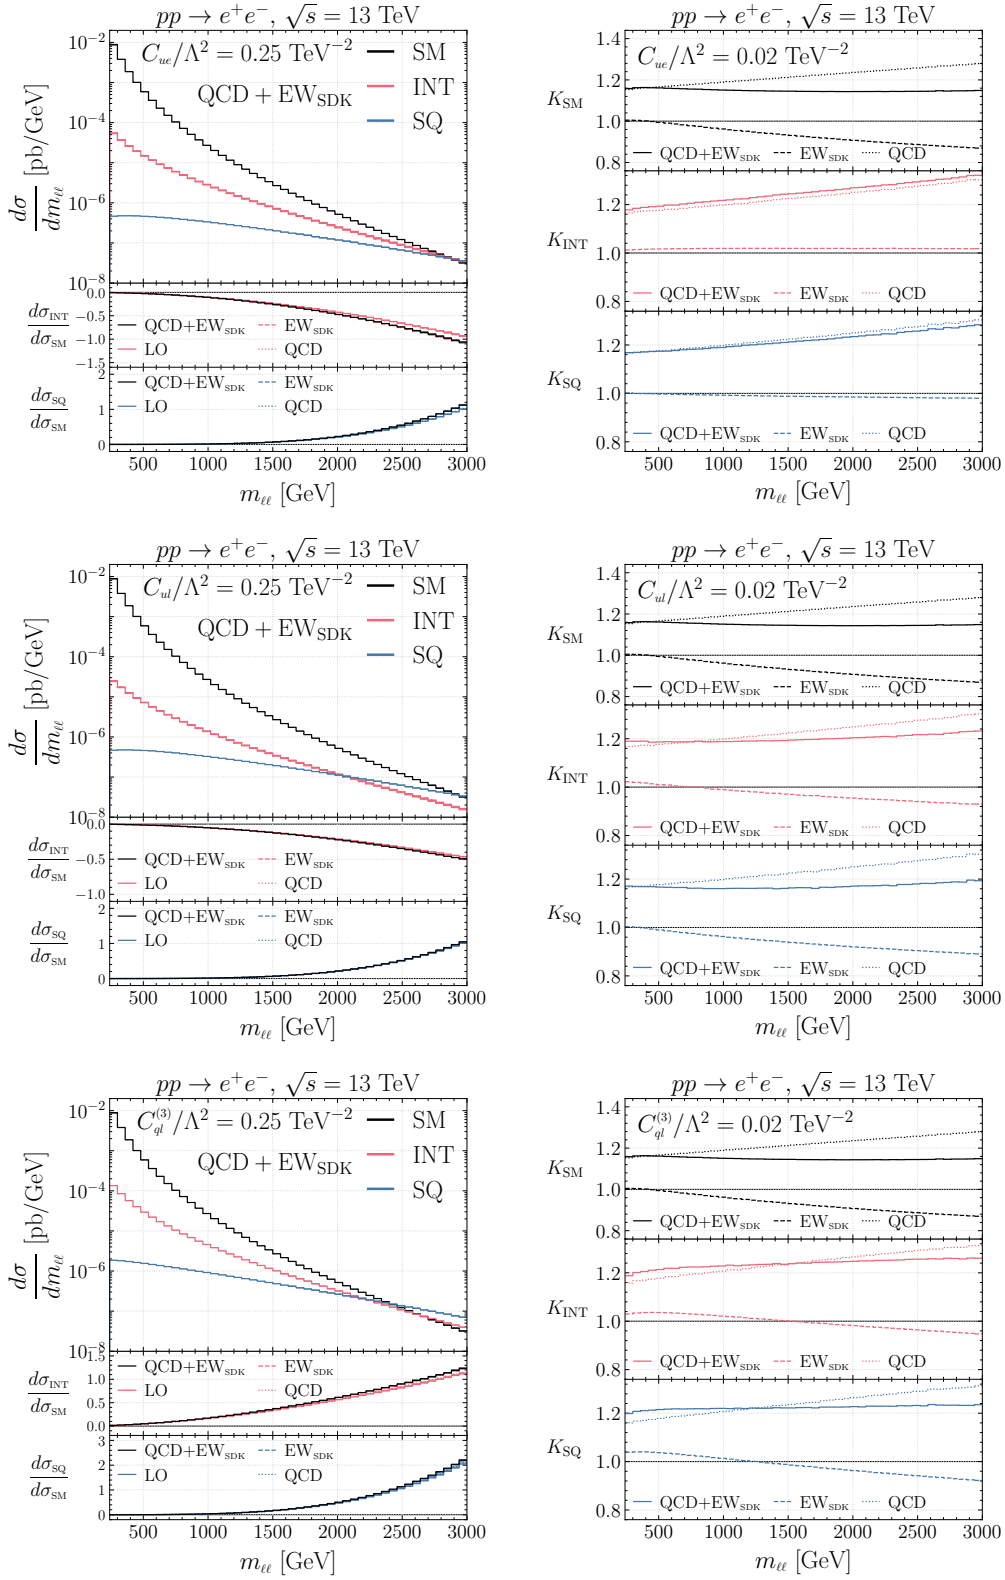 pp → e⁺e⁻, √s = 13 TeV
C_ue/Λ² = 0.25 TeV⁻²
QCD + EW_SDK
SM
INT
SQ
dσ/dm_ℓℓ [pb/GeV]
10⁻²
10⁻⁴
10⁻⁶
10⁻⁸
dσ_INT/dσ_SM
0.0
−0.5
−1.0
−1.5
QCD+EW_SDK EW_SDK
LO QCD
dσ_SQ/dσ_SM
2
1
0
QCD+EW_SDK EW_SDK
LO QCD
500 1000 1500 2000 2500 3000
m_ℓℓ [GeV]
pp → e⁺e⁻, √s = 13 TeV
C_ue/Λ² = 0.02 TeV⁻²
K_SM
1.4
1.2
1.0
0.8
QCD+EW_SDK EW_SDK QCD
K_INT
1.2
1.0
0.8
QCD+EW_SDK EW_SDK QCD
K_SQ
1.2
1.0
0.8
QCD+EW_SDK EW_SDK QCD
500 1000 1500 2000 2500 3000
m_ℓℓ [GeV]
pp → e⁺e⁻, √s = 13 TeV
C_ul/Λ² = 0.25 TeV⁻²
QCD + EW_SDK
SM
INT
SQ
dσ/dm_ℓℓ [pb/GeV]
10⁻²
10⁻⁴
10⁻⁶
10⁻⁸
dσ_INT/dσ_SM
0.0
−0.5
−1.0
QCD+EW_SDK EW_SDK
LO QCD
dσ_SQ/dσ_SM
2
1
0
QCD+EW_SDK EW_SDK
LO QCD
500 1000 1500 2000 2500 3000
m_ℓℓ [GeV]
pp → e⁺e⁻, √s = 13 TeV
C_ul/Λ² = 0.02 TeV⁻²
K_SM
1.4
1.2
1.0
0.8
QCD+EW_SDK EW_SDK QCD
K_INT
1.2
1.0
0.8
QCD+EW_SDK EW_SDK QCD
K_SQ
1.2
1.0
0.8
QCD+EW_SDK EW_SDK QCD
500 1000 1500 2000 2500 3000
m_ℓℓ [GeV]
pp → e⁺e⁻, √s = 13 TeV
C_ql^(3)/Λ² = 0.25 TeV⁻²
QCD + EW_SDK
SM
INT
SQ
dσ/dm_ℓℓ [pb/GeV]
10⁻²
10⁻⁴
10⁻⁶
10⁻⁸
dσ_INT/dσ_SM
1.5
1.0
0.5
0.0
QCD+EW_SDK EW_SDK
LO QCD
dσ_SQ/dσ_SM
3
2
1
0
QCD+EW_SDK EW_SDK
LO QCD
500 1000 1500 2000 2500 3000
m_ℓℓ [GeV]
pp → e⁺e⁻, √s = 13 TeV
C_ql^(3)/Λ² = 0.02 TeV⁻²
K_SM
1.4
1.2
1.0
0.8
QCD+EW_SDK EW_SDK QCD
K_INT
1.2
1.0
0.8
QCD+EW_SDK EW_SDK QCD
K_SQ
1.2
1.0
0.8
QCD+EW_SDK EW_SDK QCD
500 1000 1500 2000 2500 3000
m_ℓℓ [GeV]